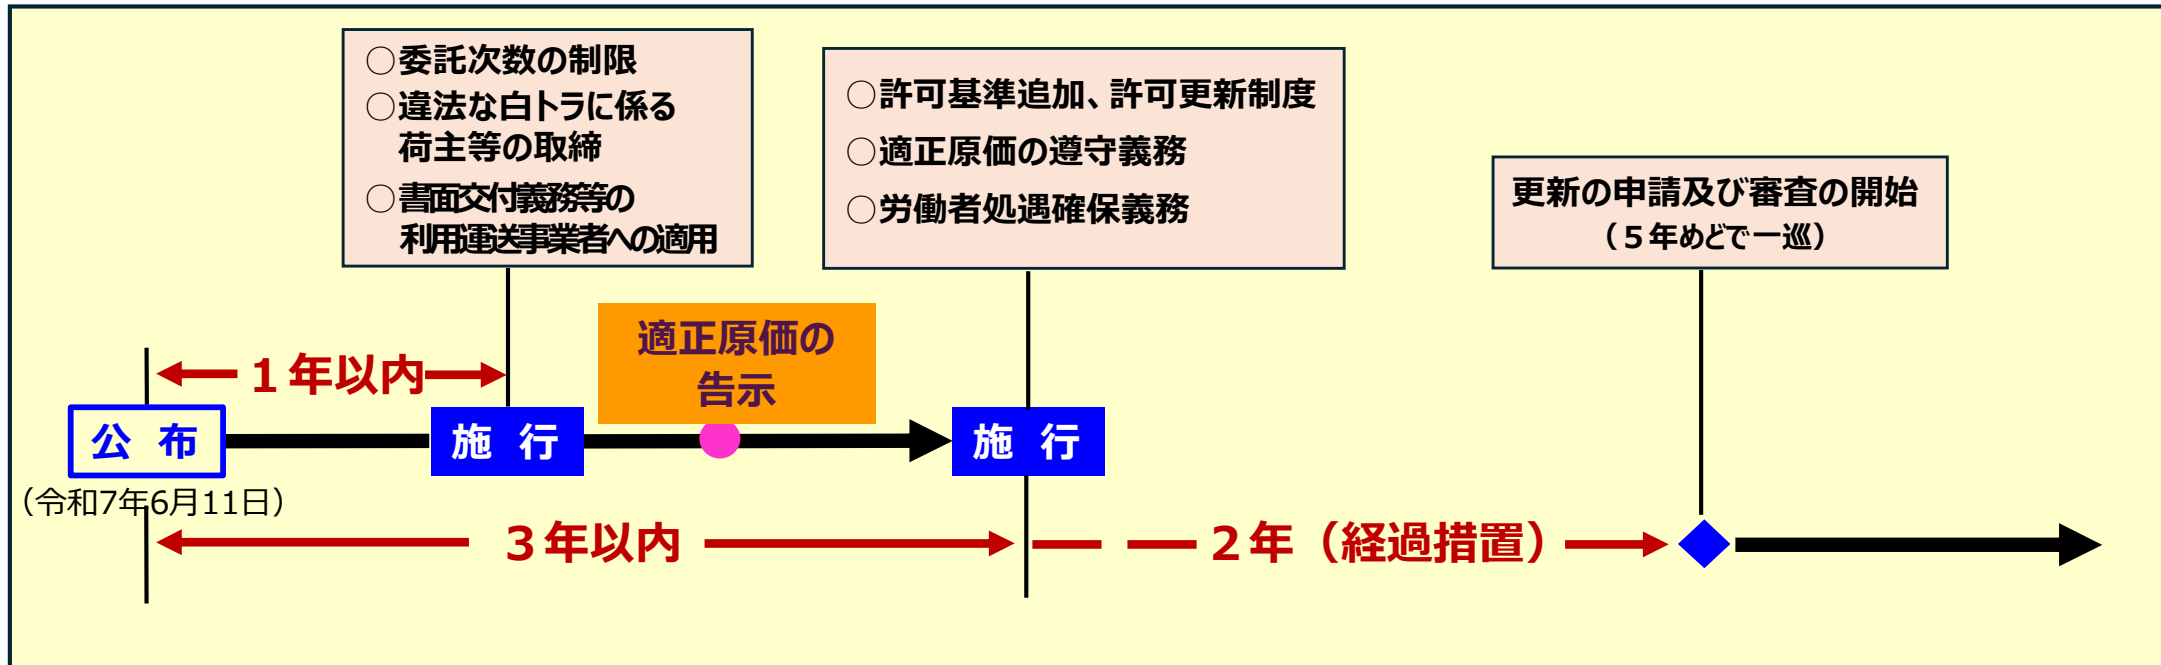 ○委託次数の制限
○違法な白トラに係る
荷主等の取締
○書面交付義務等の
利用運送事業者への適用
○許可基準追加、許可更新制度
○適正原価の遵守義務
○労働者処遇確保義務
更新の申請及び審査の開始
（５年めどで一巡）
適正原価の
告示
１年以内
公 布
施 行
施 行
（令和7年6月11日）
３年以内
２年（経過措置）